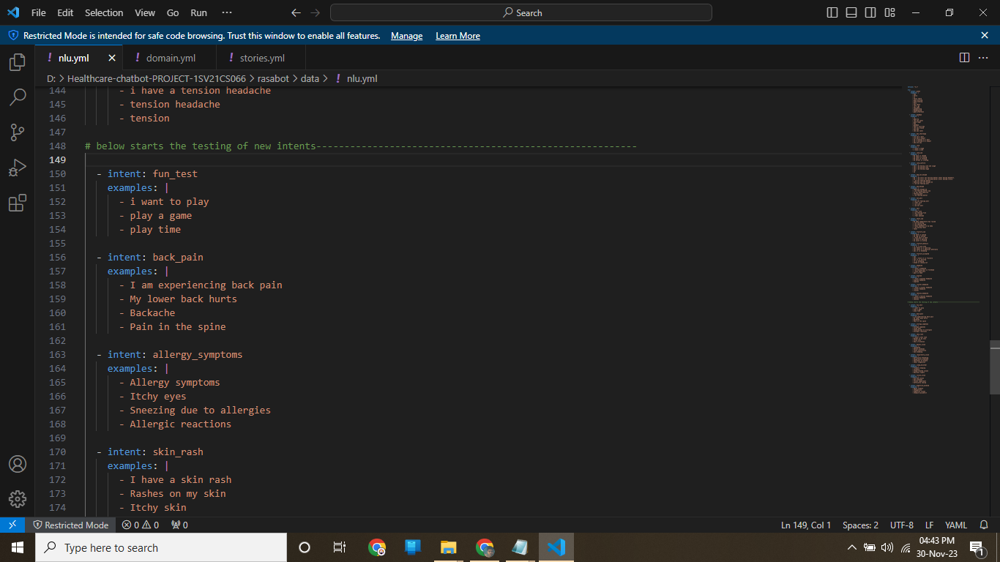 File Edit Selection View Go Run ··· Search
Restricted Mode is intended for safe code browsing. Trust this window to enable all features. Manage Learn More
! nlu.yml ! domain.yml ! stories.yml
D: > Healthcare-chatbot-PROJECT-1SV21CS066 > rasabot > data > ! nlu.yml
144 - i have a tension headache
145 - tension headache
146 - tension
147
148 # below starts the testing of new intents---------------------------------------------------------
149
150 - intent: fun_test
151 examples: |
152 - i want to play
153 - play a game
154 - play time
155
156 - intent: back_pain
157 examples: |
158 - I am experiencing back pain
159 - My lower back hurts
160 - Backache
161 - Pain in the spine
162
163 - intent: allergy_symptoms
164 examples: |
165 - Allergy symptoms
166 - Itchy eyes
167 - Sneezing due to allergies
168 - Allergic reactions
169
170 - intent: skin_rash
171 examples: |
172 - I have a skin rash
173 - Rashes on my skin
174 - Itchy skin
Restricted Mode 0 0 0 Ln 149, Col 1 Spaces: 2 UTF-8 LF YAML
Type here to search
04:43 PM
30-Nov-23
1